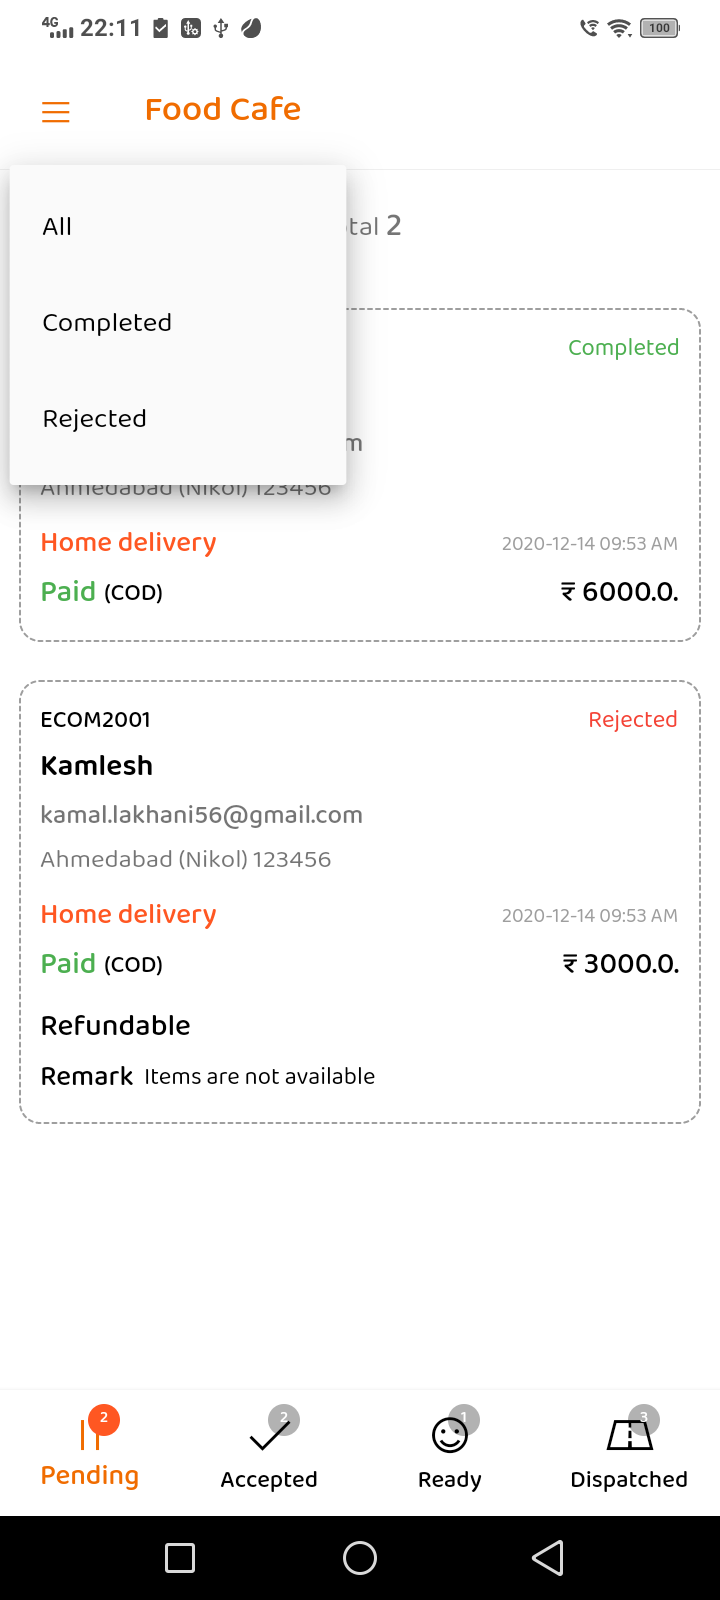 4G 22:11 100
Food Cafe
All
tal 2
Completed
Completed
Rejected
m
Ahmedabad (Nikol) 123456
Home delivery 2020-12-14 09:53 AM
Paid (COD) ₹ 6000.0.
ECOM2001 Rejected
Kamlesh
kamal.lakhani56@gmail.com
Ahmedabad (Nikol) 123456
Home delivery 2020-12-14 09:53 AM
Paid (COD) ₹ 3000.0.
Refundable
Remark Items are not available
2 2 1 3
Pending Accepted Ready Dispatched